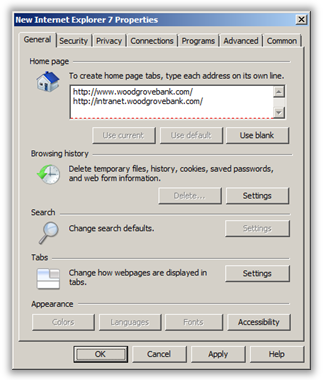 New Internet Explorer 7 Properties
General Security Privacy Connections Programs Advanced Common
Home page
To create home page tabs, type each address on its own line.
http://www.woodgrovebank.com/
http://intranet.woodgrovebank.com/
Use current Use default Use blank
Browsing history
Delete temporary files, history, cookies, saved passwords,
and web form information.
Delete... Settings
Search
Change search defaults. Settings
Tabs
Change how webpages are displayed in
tabs. Settings
Appearance
Colors Languages Fonts Accessibility
OK Cancel Apply Help